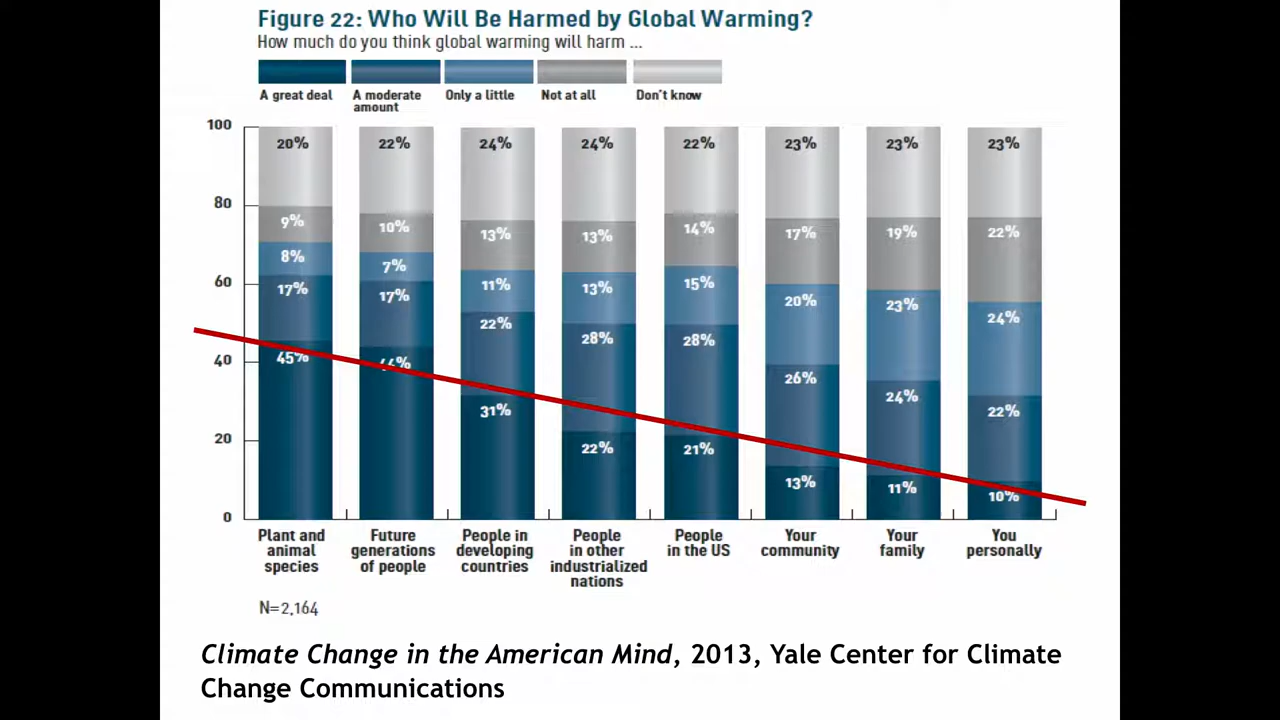 Figure 22: Who Will Be Harmed by Global Warming?
How much do you think global warming will harm ...
A great deal
A moderate
amount
Only a little
Not at all
Don't know
100
80
60
40
20
0
20% 22% 24% 24% 22% 23% 23% 23%
9% 10% 13% 13% 14% 17% 19% 22%
8% 7% 11% 13% 15% 20% 23% 24%
17% 17% 22% 28% 28% 26% 24% 22%
45% 44% 31% 22% 21% 13% 11% 10%
Plant and
animal
species
Future
generations
of people
People in
developing
countries
People
in other
industrialized
nations
People
in the US
Your
community
Your
family
You
personally
N=2,164
Climate Change in the American Mind, 2013, Yale Center for Climate
Change Communications